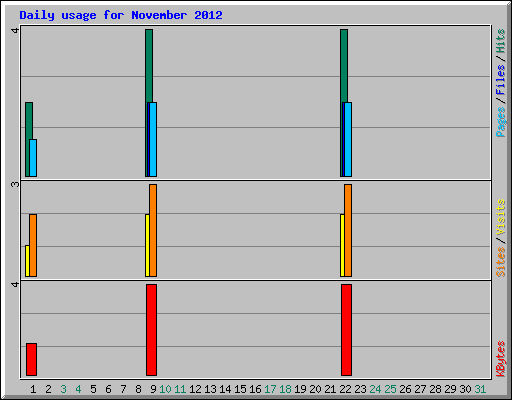 Daily usage for November 2012
4
3
4
Pages / Files / Hits
Sites / Visits
KBytes
1 2 3 4 5 6 7 8 9 10 11 12 13 14 15 16 17 18 19 20 21 22 23 24 25 26 27 28 29 30 31